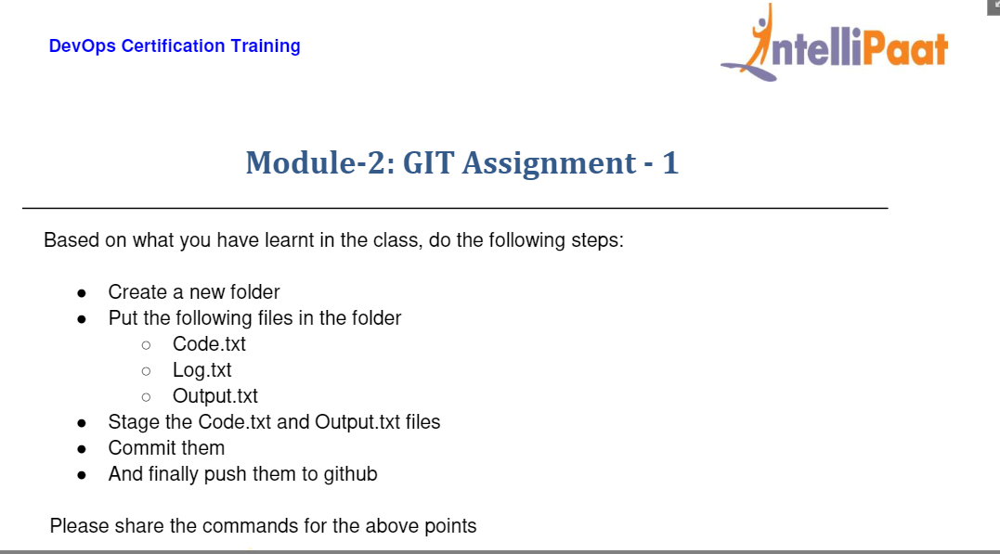 DevOps Certification Training
IntelliPaat
Module-2: GIT Assignment - 1
Based on what you have learnt in the class, do the following steps:
● Create a new folder
● Put the following files in the folder
○ Code.txt
○ Log.txt
○ Output.txt
● Stage the Code.txt and Output.txt files
● Commit them
● And finally push them to github
Please share the commands for the above points